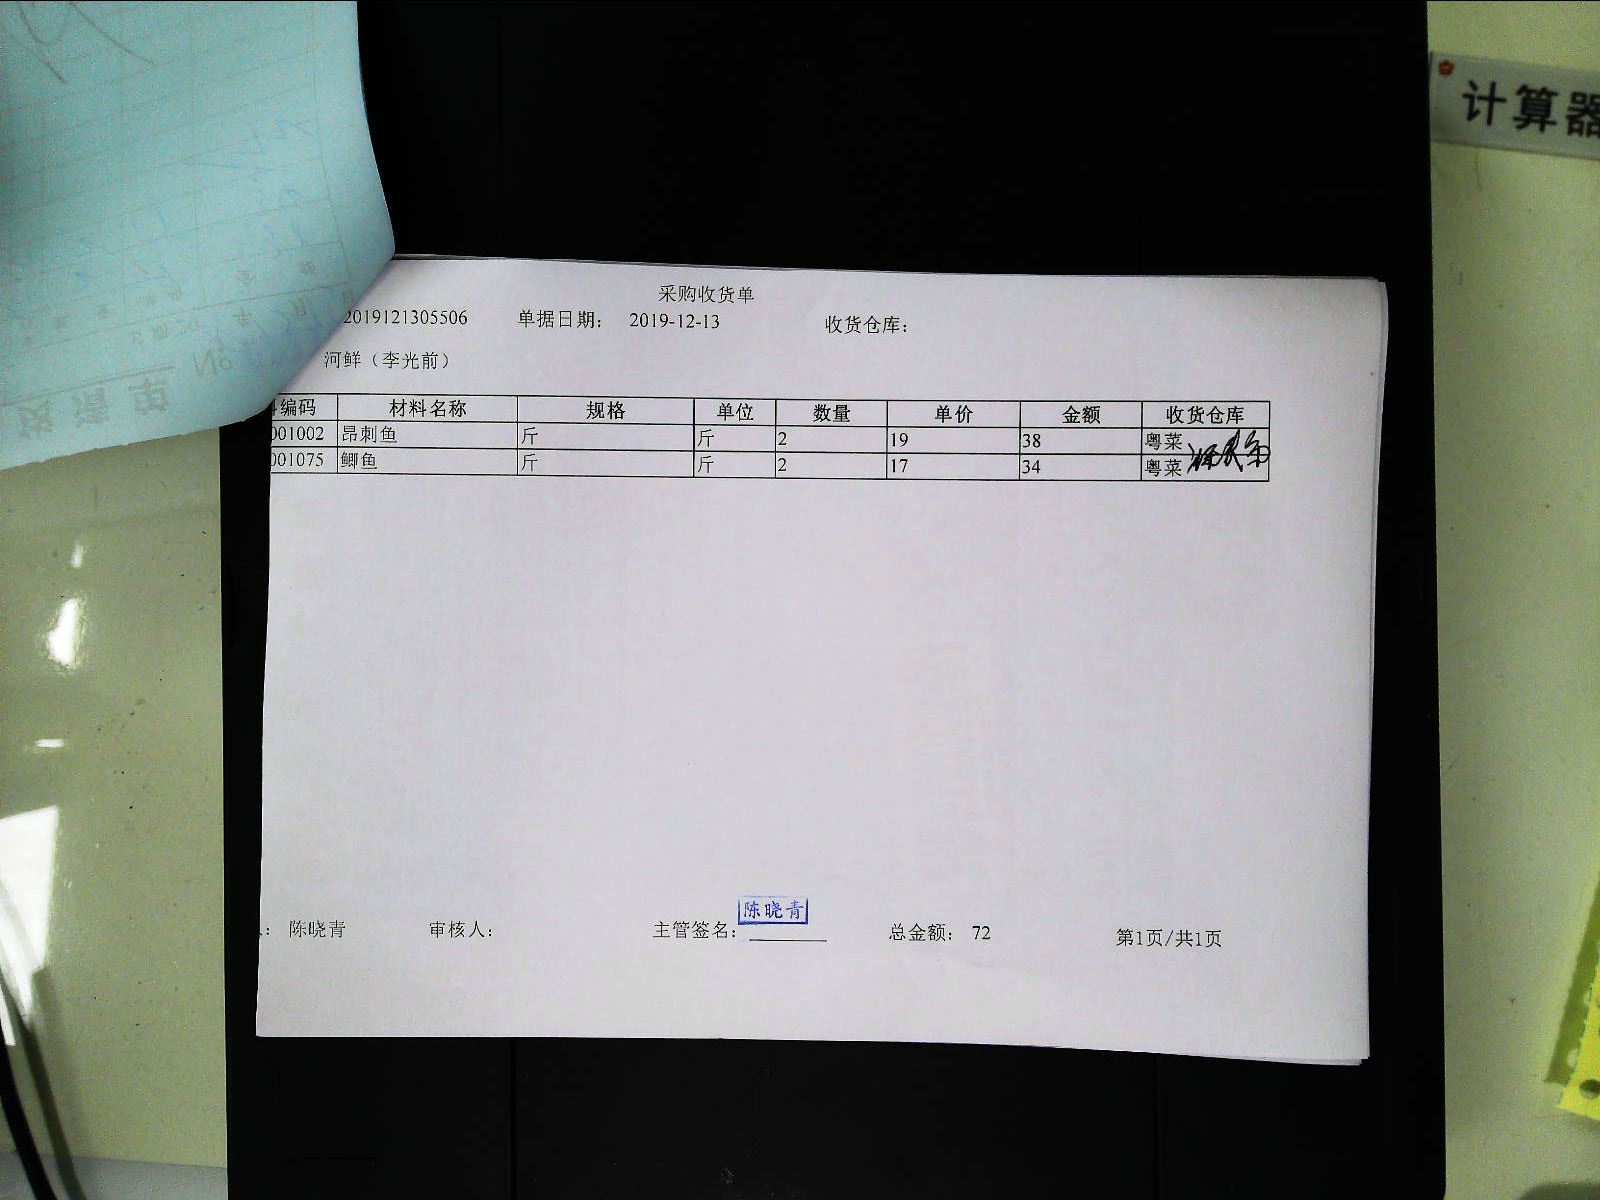 计算器
采购收货单
2019121305506 单据日期： 2019-12-13 收货仓库：
河鲜（李光前）
编码 材料名称 规格 单位 数量 单价 金额 收货仓库
001002 昂刺鱼 斤 斤 2 19 38 粤菜
001075 鲫鱼 斤 斤 2 17 34 粤菜
陈晓青
：陈晓青 审核人： 主管签名： 总金额： 72 第1页/共1页